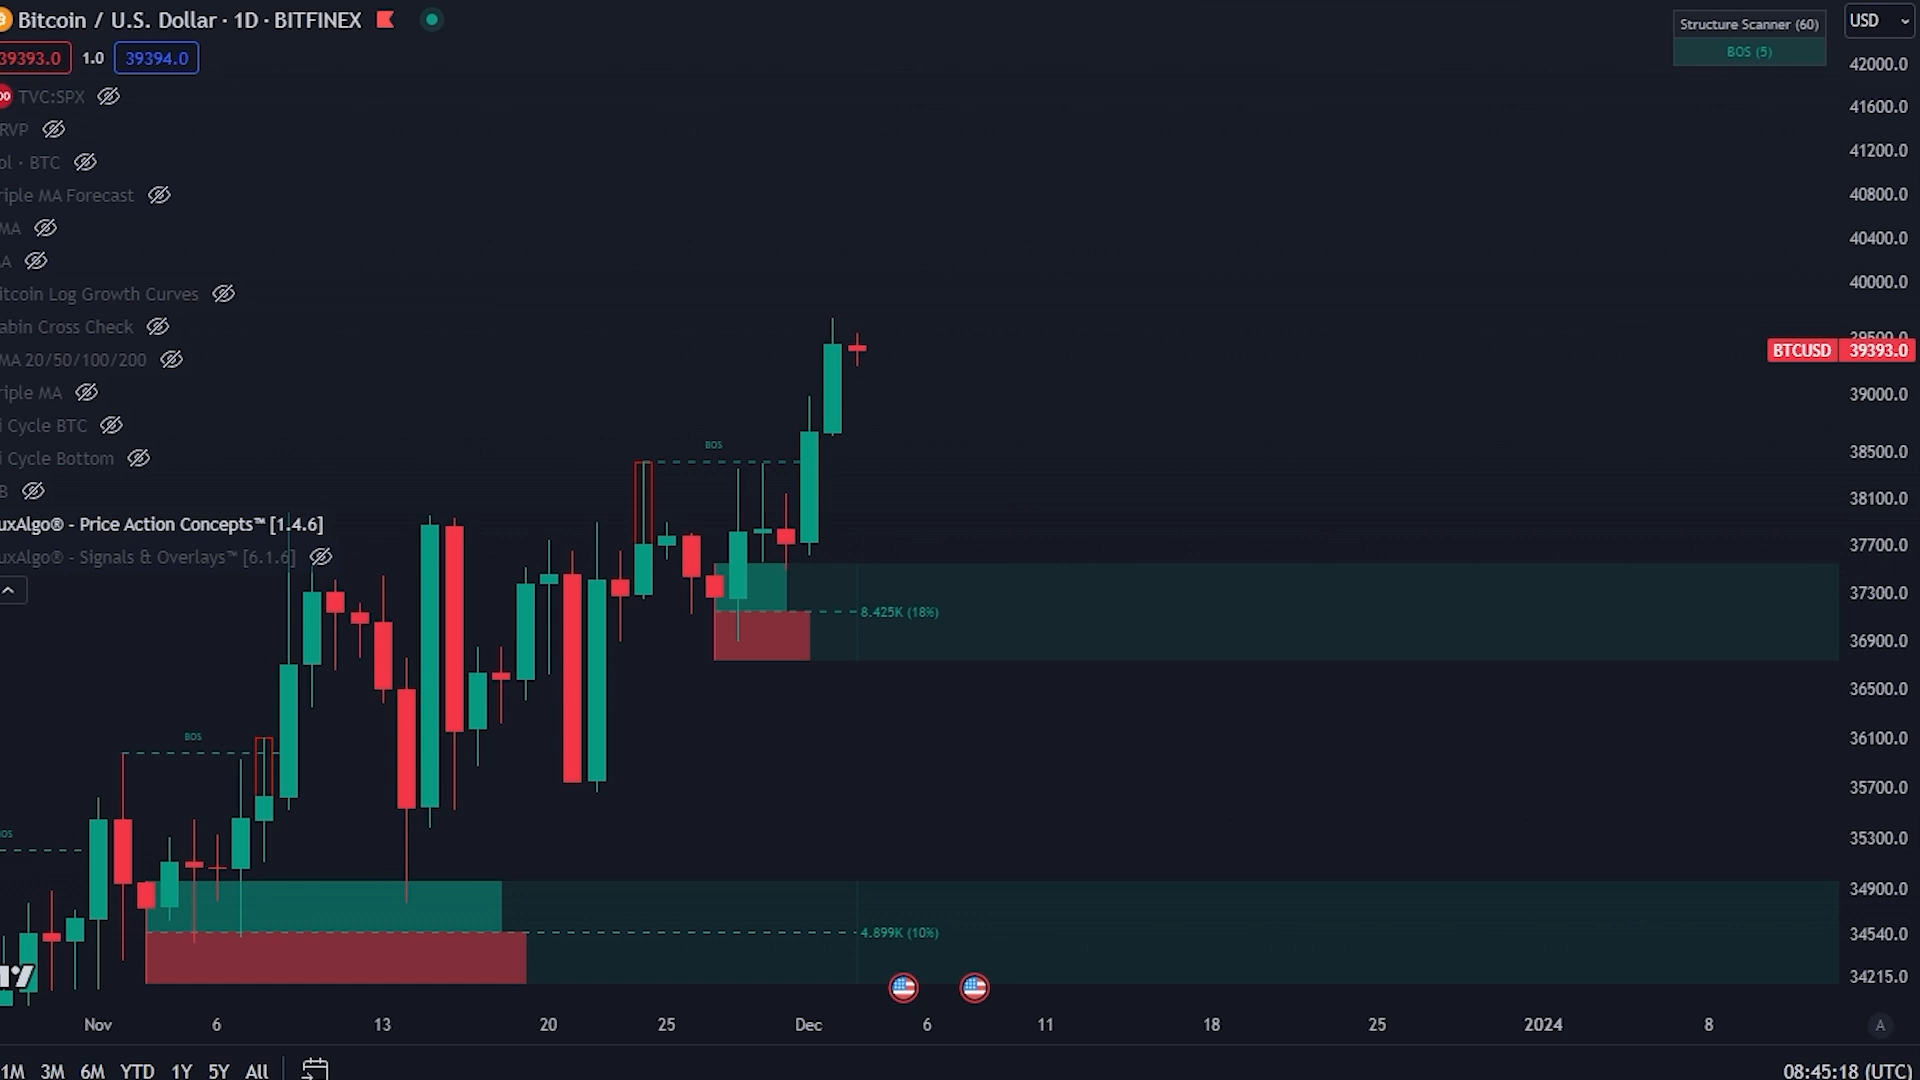 Bitcoin / U.S. Dollar · 1D · BITFINEX
39393.0 1.0 39394.0
TVC:SPX
RVP
ol · BTC
riple MA Forecast
MA
A
itcoin Log Growth Curves
abin Cross Check
MA 20/50/100/200
riple MA
i Cycle BTC
i Cycle Bottom
B
uxAlgo® - Price Action Concepts™ [1.4.6]
uxAlgo® - Signals & Overlays™ [6.1.6]
Structure Scanner (60)
BOS (5)
USD
42000.0
41600.0
41200.0
40800.0
40400.0
40000.0
39500.0
BTCUSD 39393.0
39000.0
38500.0
38100.0
37700.0
37300.0
36900.0
36500.0
36100.0
35700.0
35300.0
34900.0
34540.0
34215.0
BOS
8.425K (18%)
BOS
OS
4.899K (10%)
Nov 6 13 20 25 Dec 6 11 18 25 2024 8 A
1M 3M 6M YTD 1Y 5Y All
08:45:18 (UTC)